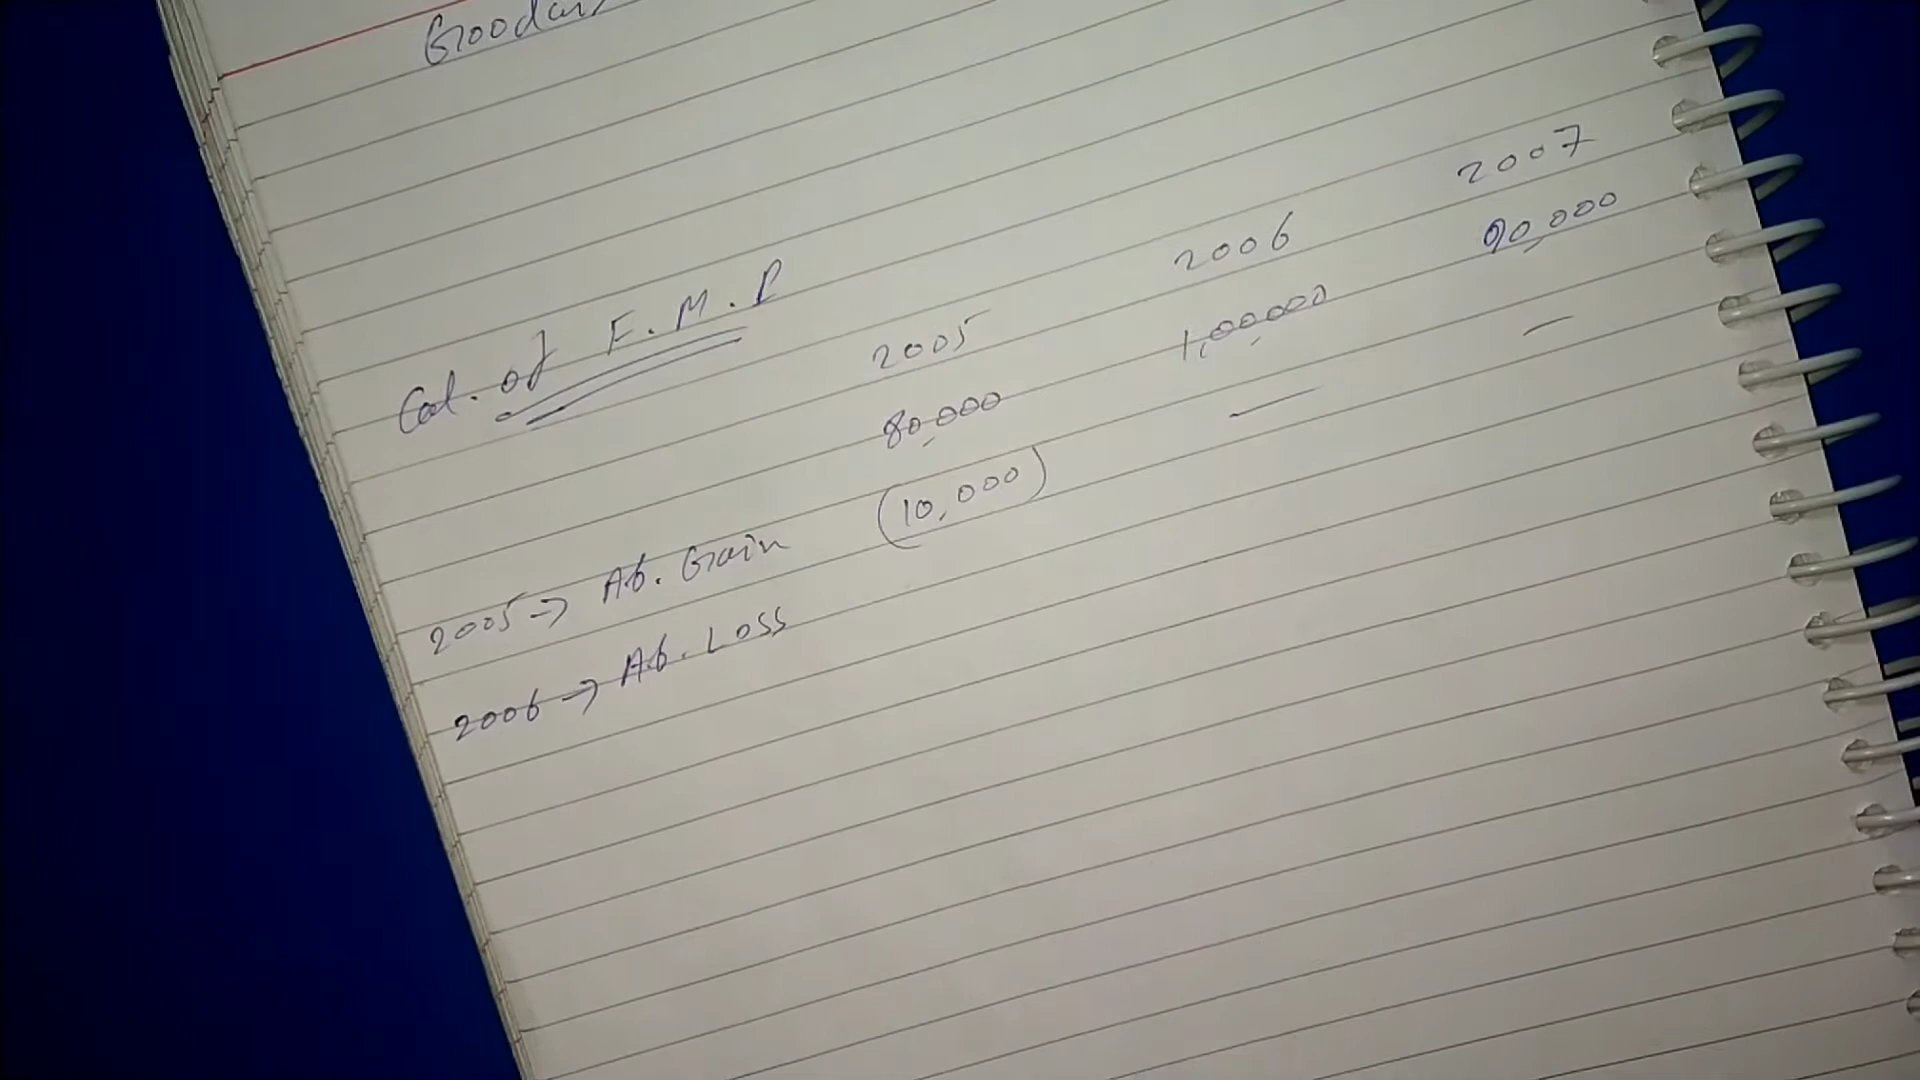 Cal. of F.M.P
2005 2006 2007
80,000 1,00,000 90,000
2005 → Ab. Gain (10,000) — —
2006 → Ab. Loss